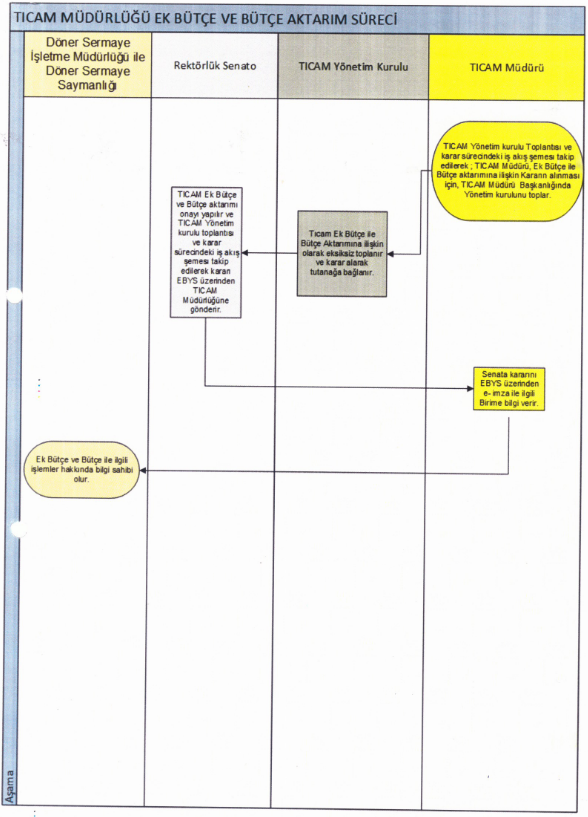 TICAM MÜDÜRLÜĞÜ EK BÜTÇE VE BÜTÇE AKTARIM SÜRECİ
Döner Sermaye
İşletme Müdürlüğü ile
Döner Sermaye
Saymanlığı
Rektörlük Senato
TICAM Yönetim Kurulu
TICAM Müdürü
TICAM Yönetim kurulu Toplantısı ve
karar sürecindeki iş akış şeması takip
edilerek ; TICAM Müdürü, Ek Bütçe ile
Bütçe aktarımına ilişkin Kararın alınması
için, TICAM Müdürü Başkanlığında
Yönetim kurulunu toplar.
Ticam Ek Bütçe ile
Bütçe Aktarımına ilişkin
olarak eksiksiz toplanır
ve karar alarak
tutanağa bağlanır.
TICAM Ek Bütçe
ve Bütçe aktarımı
onayı yapılır ve
TICAM Yönetim
kurulu toplantısı
ve karar
sürecindeki iş akış
şeması takip
edilerek kararı
EBYS üzerinden
TICAM
Müdürlüğüne
gönderir.
Senata kararını
EBYS üzerinden
e- imza ile ilgili
Birime bilgi verir.
Ek Bütçe ve Bütçe ile ilgili
işlemler hakkında bilgi sahibi
olur.
Aşama